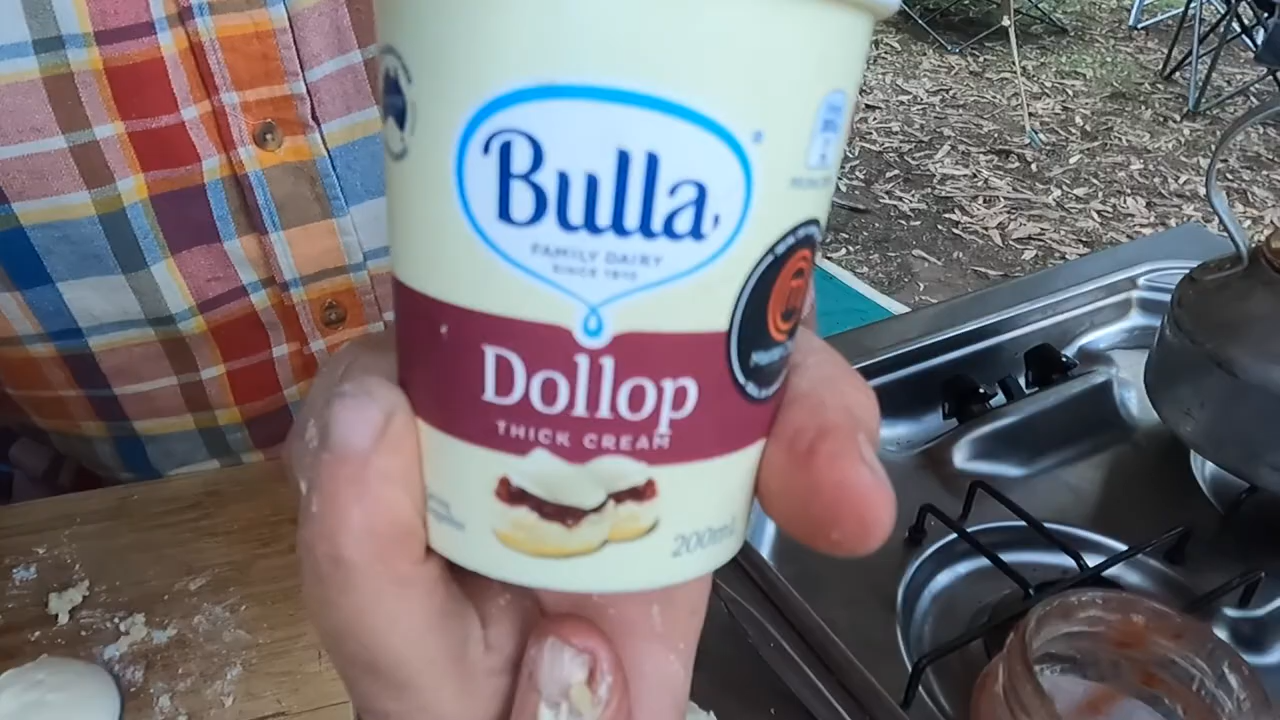 Bulla
FAMILY DAIRY
SINCE 1910
Dollop
THICK CREAM
200ml